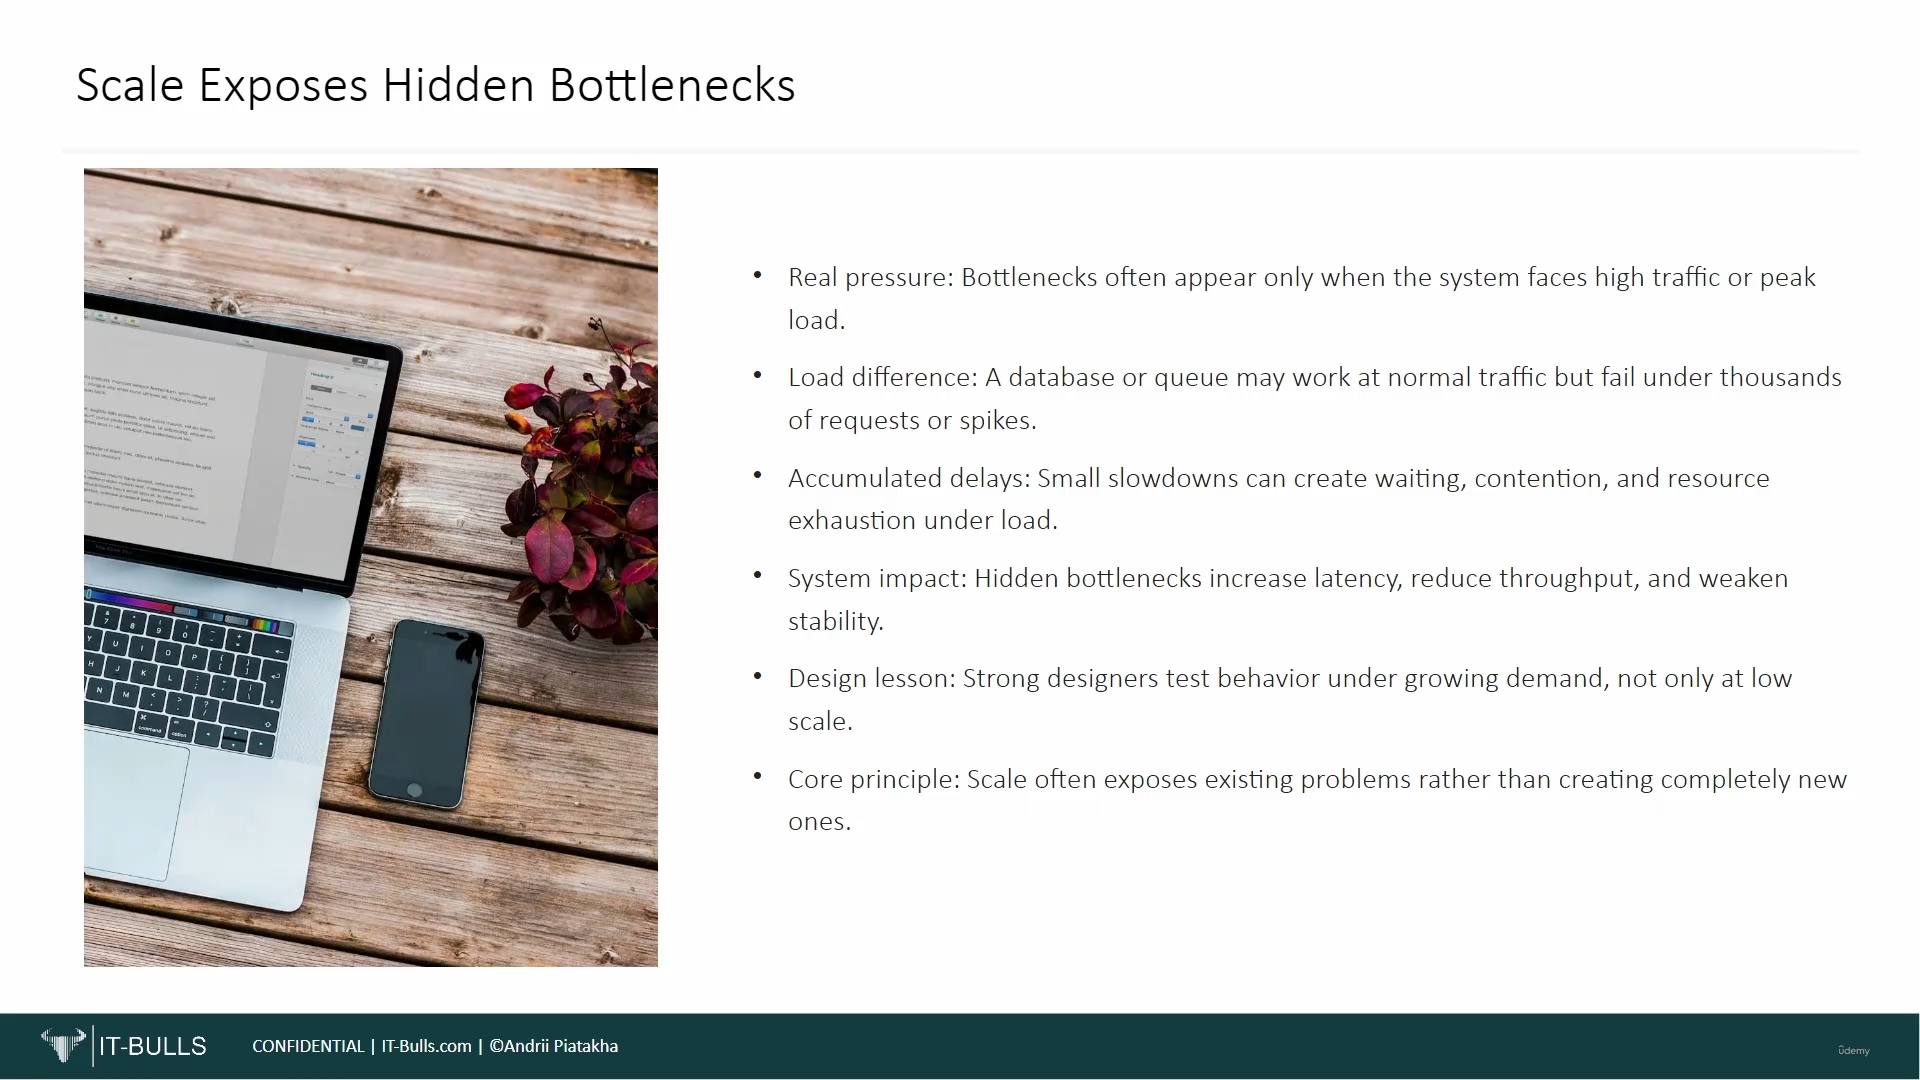 Scale Exposes Hidden Bottlenecks
• Real pressure: Bottlenecks often appear only when the system faces high traffic or peak
load.
• Load difference: A database or queue may work at normal traffic but fail under thousands
of requests or spikes.
• Accumulated delays: Small slowdowns can create waiting, contention, and resource
exhaustion under load.
• System impact: Hidden bottlenecks increase latency, reduce throughput, and weaken
stability.
• Design lesson: Strong designers test behavior under growing demand, not only at low
scale.
• Core principle: Scale often exposes existing problems rather than creating completely new
ones.
IT-BULLS
CONFIDENTIAL | IT-Bulls.com | ©Andrii Piatakha
udemy